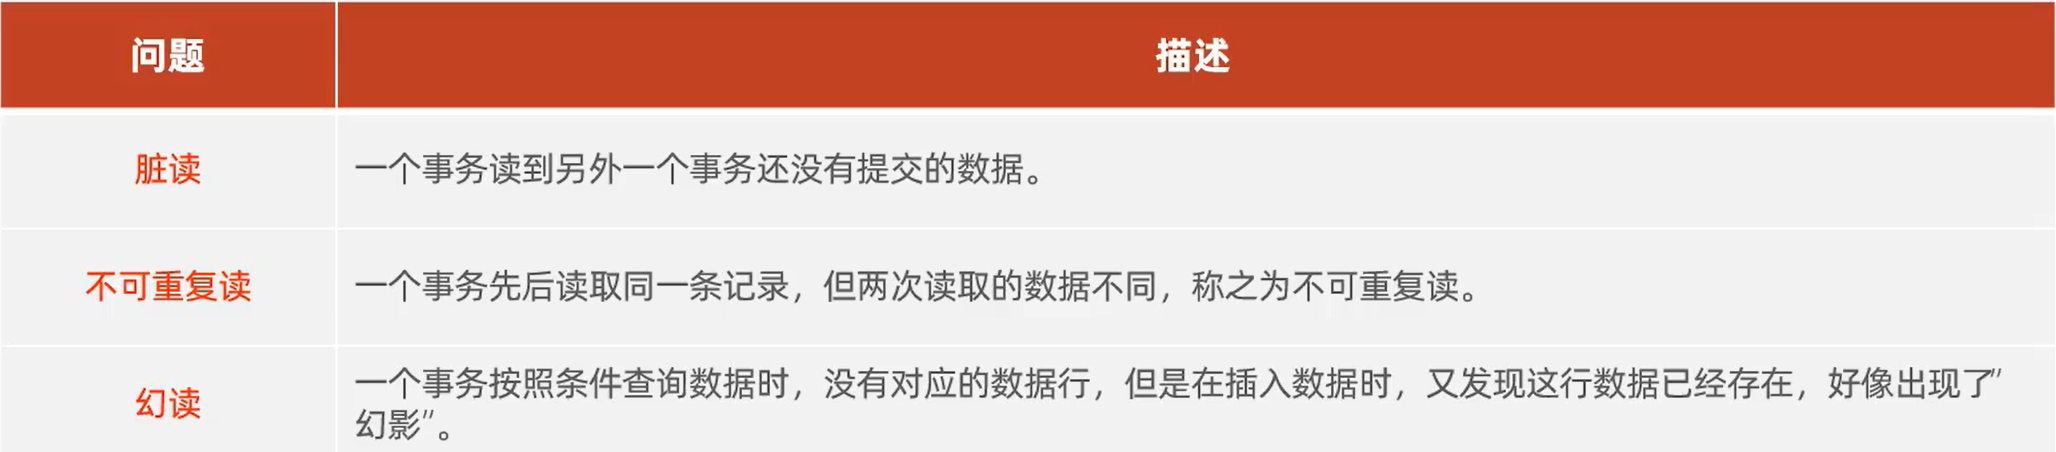 问题
描述
脏读
一个事务读到另外一个事务还没有提交的数据。
不可重复读
一个事务先后读取同一条记录，但两次读取的数据不同，称之为不可重复读。
幻读
一个事务按照条件查询数据时，没有对应的数据行，但是在插入数据时，又发现这行数据已经存在，好像出现了”
幻影”。